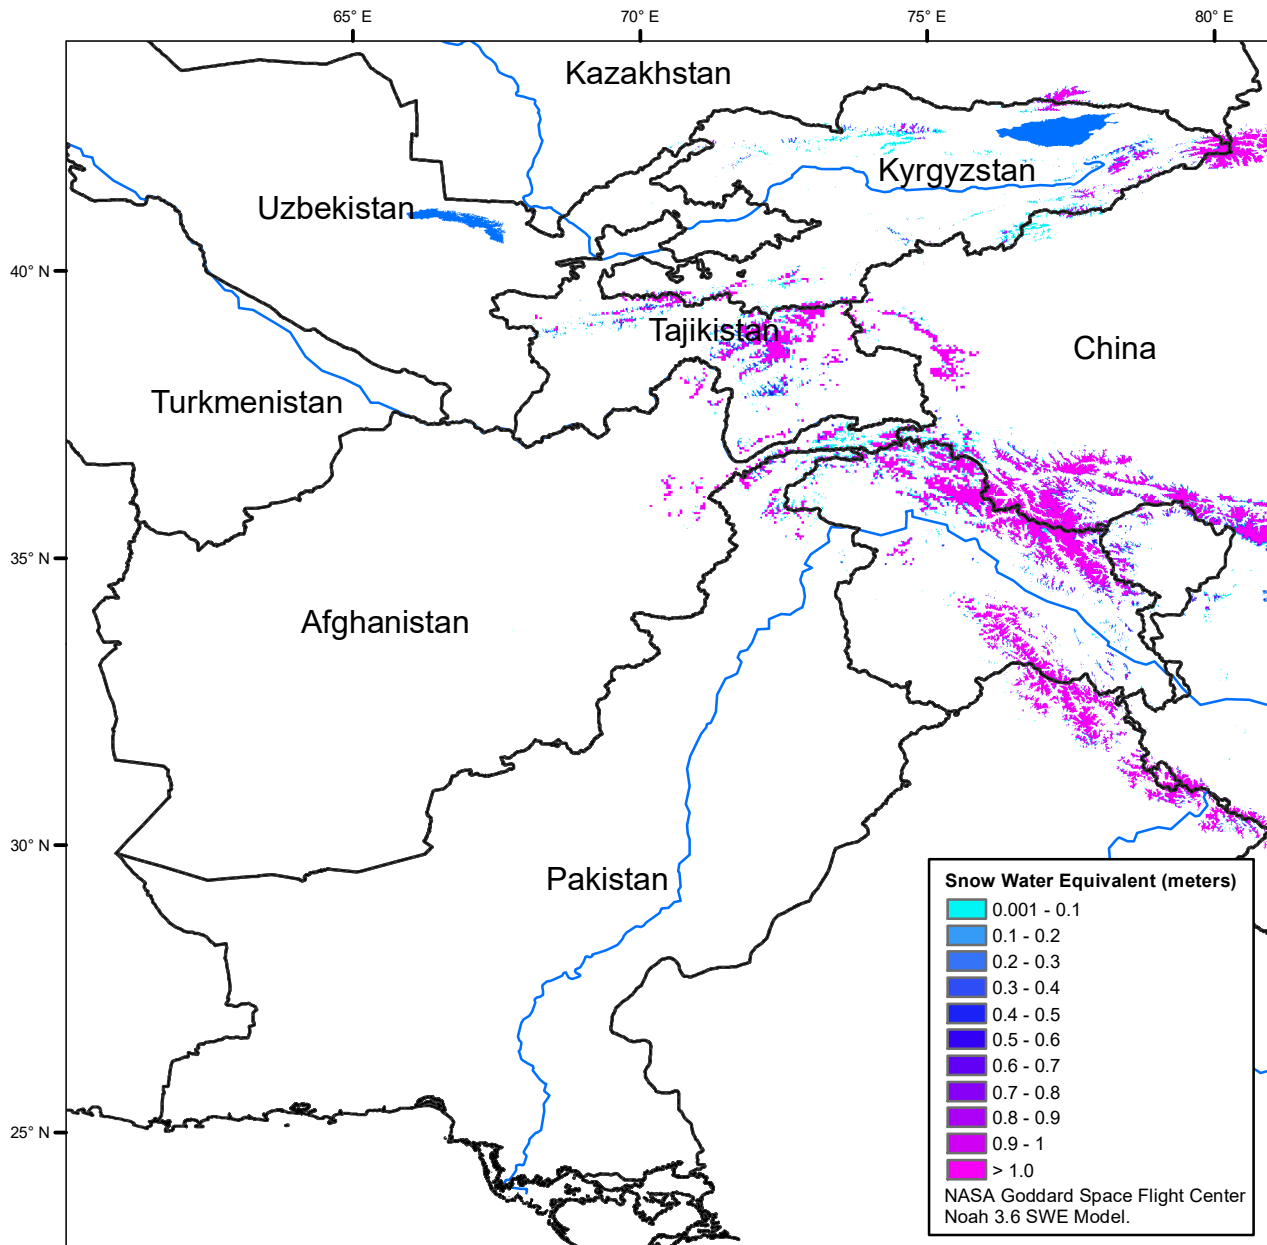 65° E
70° E
75° E
80° E
Kazakhstan
Kyrgyzstan
Uzbekistan
40° N
Tajikistan
China
Turkmenistan
35° N
Afghanistan
30° N
Pakistan
25° N
Snow Water Equivalent (meters)
0.001 - 0.1
0.1 - 0.2
0.2 - 0.3
0.3 - 0.4
0.4 - 0.5
0.5 - 0.6
0.6 - 0.7
0.7 - 0.8
0.8 - 0.9
0.9 - 1
> 1.0
NASA Goddard Space Flight Center
Noah 3.6 SWE Model.